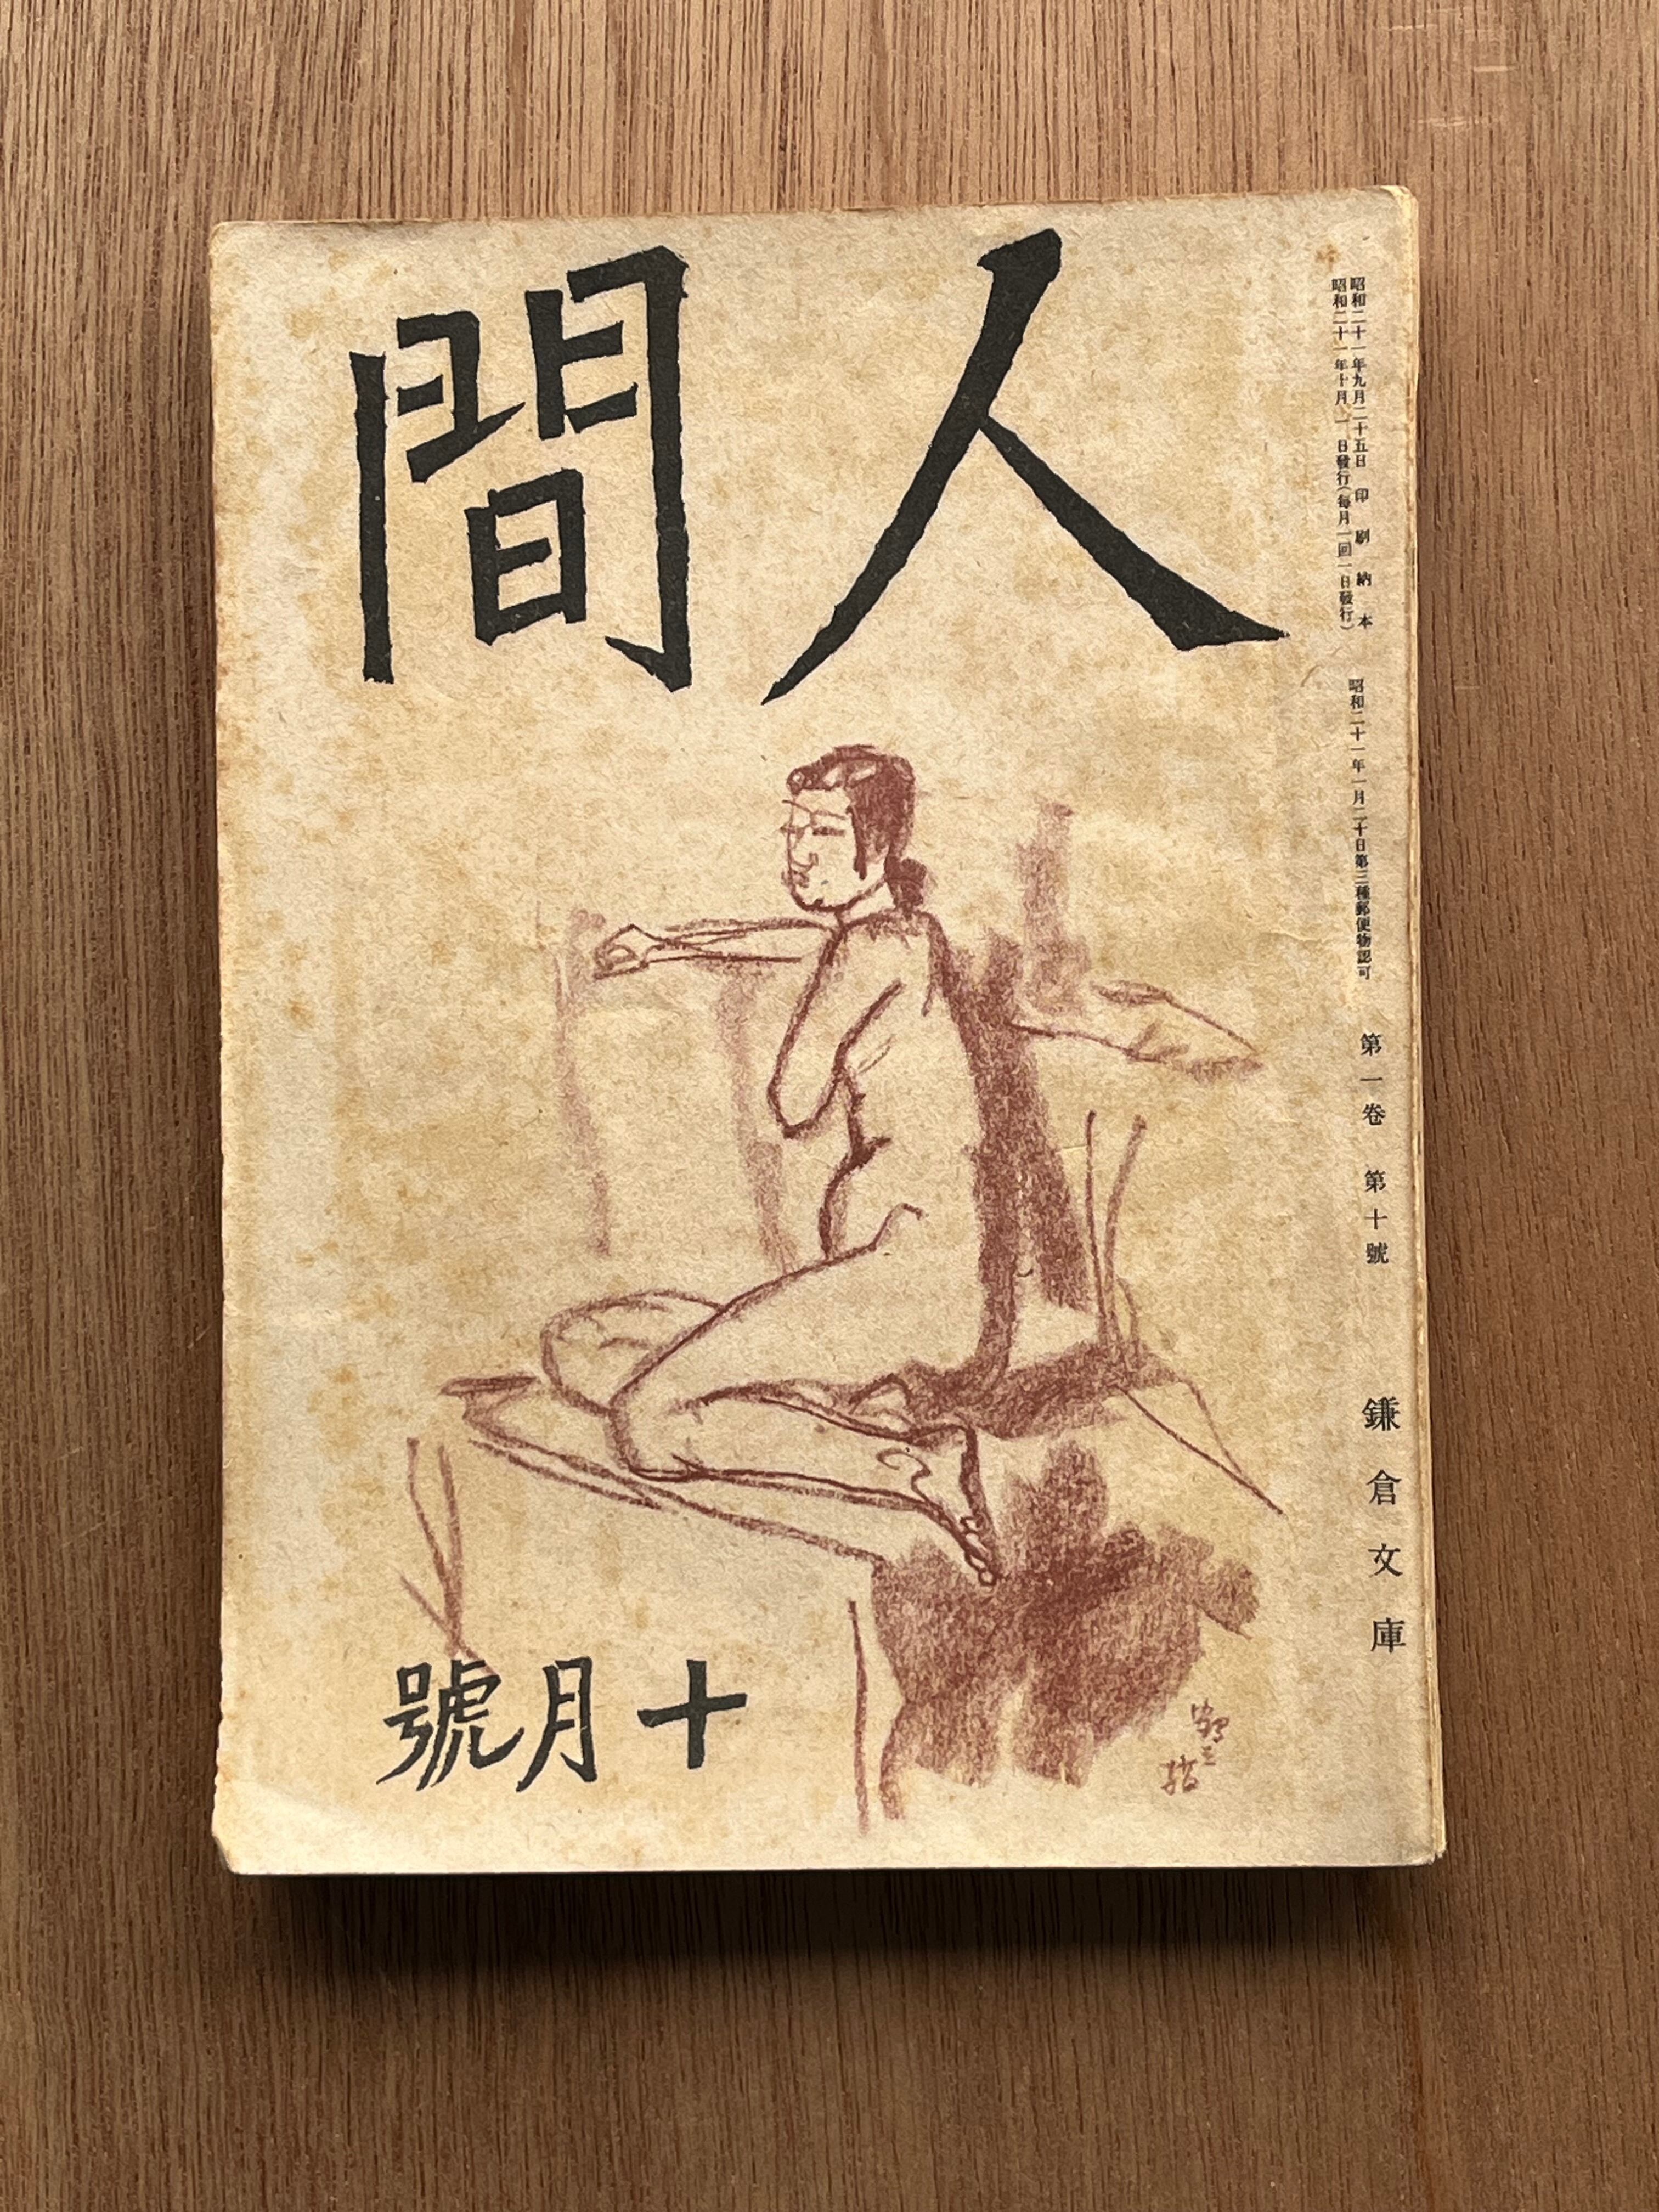 人間
昭和二十一年九月二十五日印刷納本
昭和二十一年十月一日發行(每月一回一日發行)
昭和二十一年一月二十日第三種郵便物認可
第一卷 第十號
鎌倉文庫
十月號